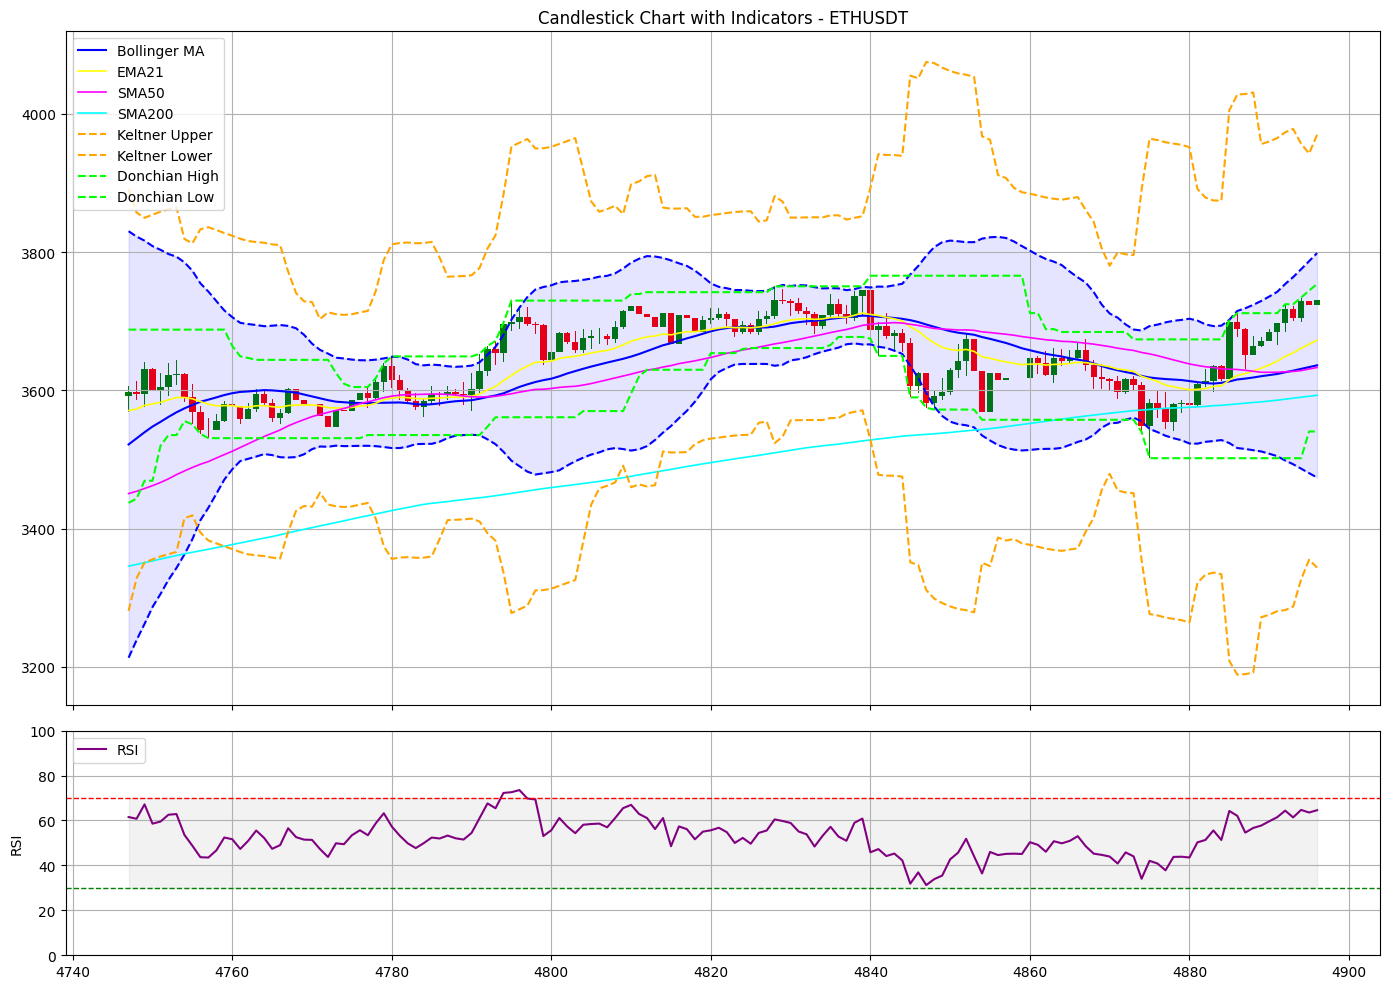 Candlestick Chart with Indicators - ETHUSDT
Bollinger MA
EMA21
SMA50
SMA200
Keltner Upper
Keltner Lower
Donchian High
Donchian Low
4000
3800
3600
3400
3200
RSI
100
80
60
40
20
0
RSI
4740 4760 4780 4800 4820 4840 4860 4880 4900